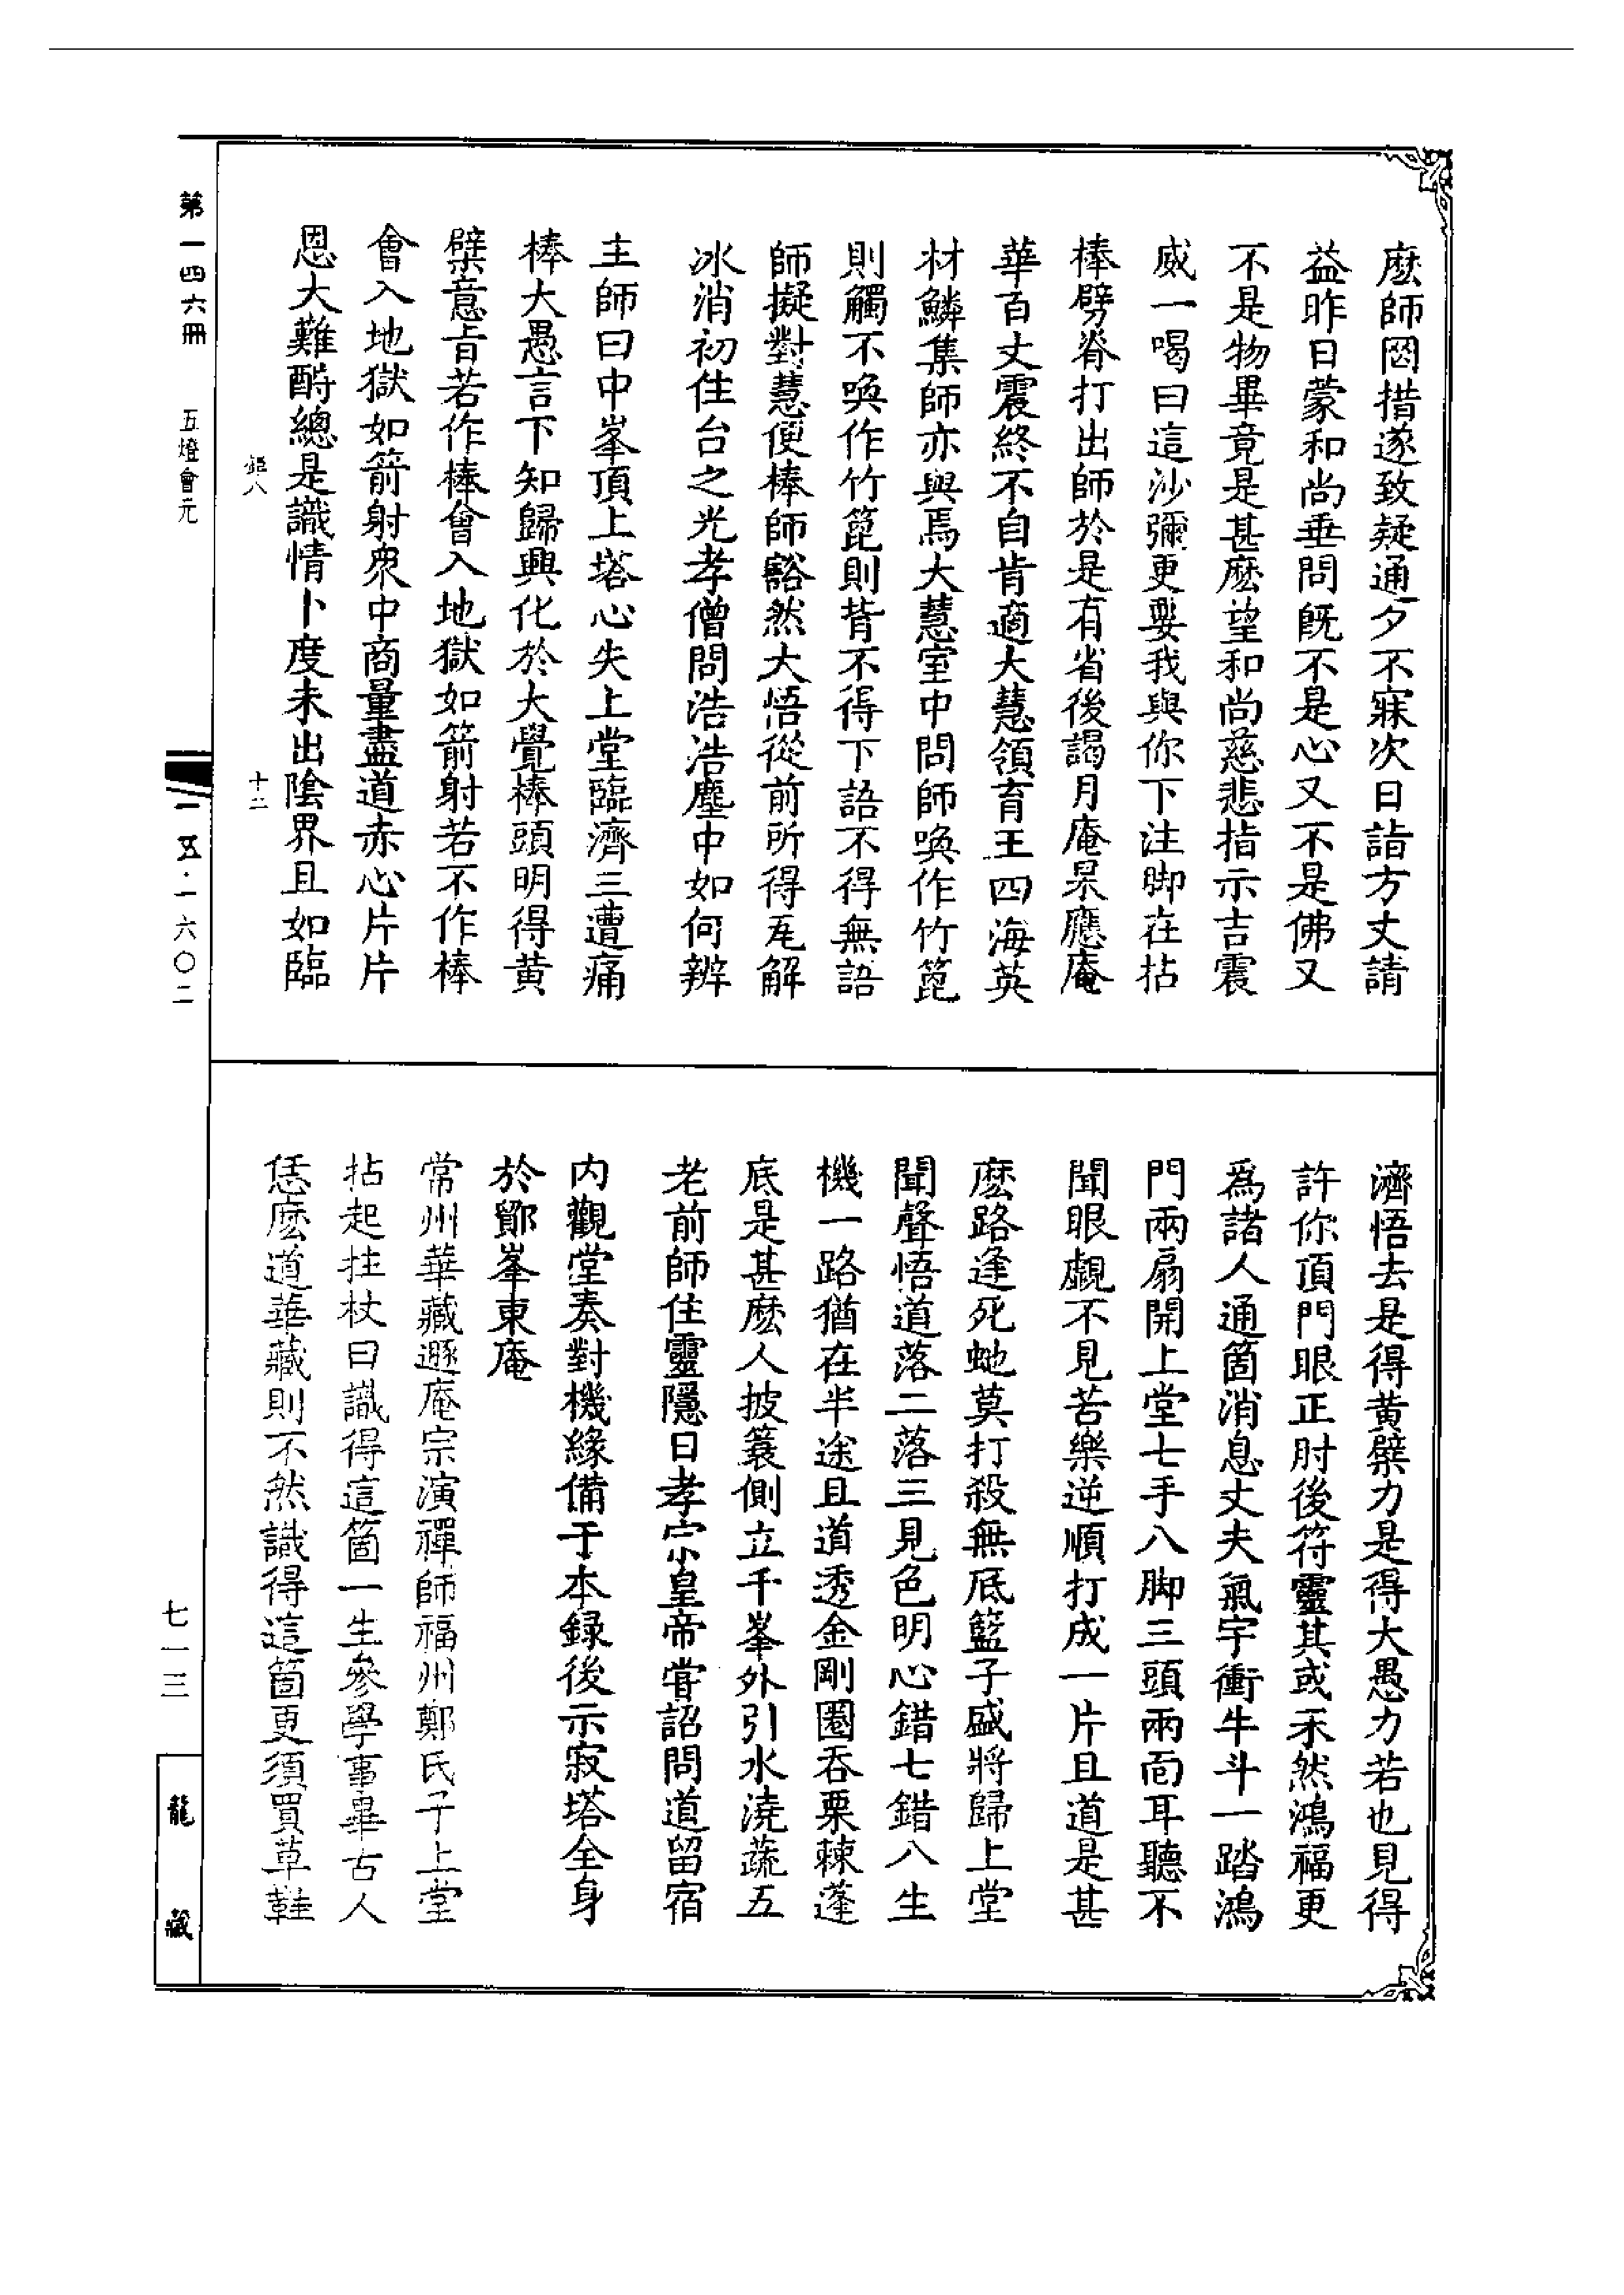 麽師罔措遂致疑通夕不寐次日詣方丈請
益昨日蒙和尚垂問既不是心又不是佛又
不是物畢竟是甚麽望和尚慈悲指示吉震
威一喝曰這沙彌更要我與你下注脚在拈
棒劈脊打出師於是有省後謁月庵杲應庵
華百丈震終不自肯適大慧領育王四海英
材鱗集師亦與焉大慧室中問師喚作竹篦
則觸不喚作竹篦則背不得下語不得無語
師擬對慧便棒師豁然大悟從前所得瓦解
冰消初住台之光孝僧問浩浩塵中如何辨
主師曰中峯頂上塔心尖上堂臨濟三遭痛
棒大愚言下知歸興化於大覺棒頭明得黄
檗意旨若作棒會入地獄如箭射若不作棒
會入地獄如箭射衆中商量盡道赤心片片
恩大難酧總是識情卜度未出陰界且如臨
十二
第一四六冊
五燈會元
一五·一六〇二
濟悟去是得黄檗力是得大愚力若也見得
許你頂門眼正肘後符靈其或未然鴻福更
爲諸人通箇消息丈夫氣宇衝牛斗一踏鴻
門兩扇開上堂七手八脚三頭兩面耳聽不
聞眼覷不見苦樂逆順打成一片且道是甚
麽路逢死虵莫打殺無底籃子盛將歸上堂
聞聲悟道落二落三見色明心錯七錯八生
機一路猶在半途且道透金剛圈吞栗棘蓬
底是甚麽人披簑側立千峯外引水澆蔬五
老前師住靈隱日孝宗皇帝甞詔問道留宿
内觀堂奏對機緣備于本録後示寂塔全身
於鄮峯東庵
常州華藏遯庵宗演禪師福州鄭氏子上堂
拈起拄杖曰識得這箇一生參學事畢古人
恁麽道華藏則不然識得這箇更須買草鞋
七一三
龍藏